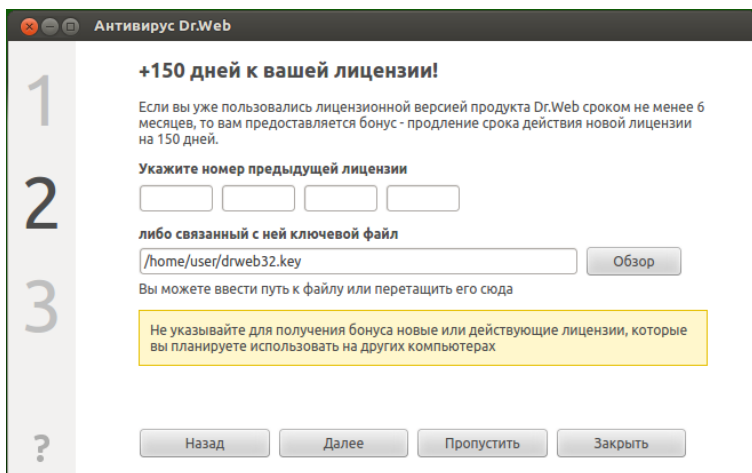 Антивирус Dr.Web
1
+150 дней к вашей лицензии!
Если вы уже пользовались лицензионной версией продукта Dr.Web сроком не менее 6
месяцев, то вам предоставляется бонус - продление срока действия новой лицензии
на 150 дней.
Укажите номер предыдущей лицензии
2
либо связанный с ней ключевой файл
/home/user/drweb32.key
Обзор
Вы можете ввести путь к файлу или перетащить его сюда
3
Не указывайте для получения бонуса новые или действующие лицензии, которые
вы планируете использовать на других компьютерах
?
Назад
Далее
Пропустить
Закрыть